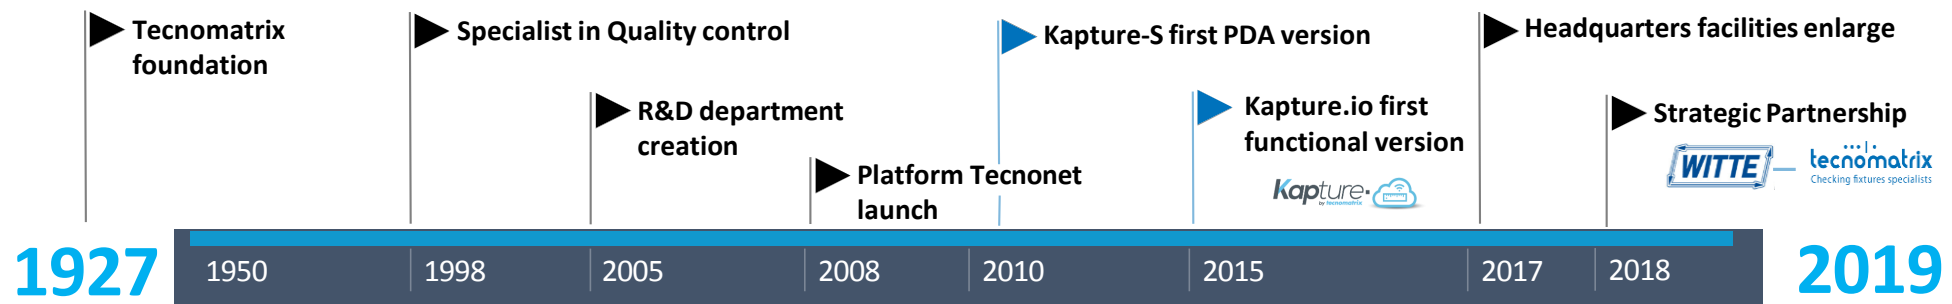 Tecnomatrix
foundation
Specialist in Quality control
R&D department
creation
Platform Tecnonet
launch
Kapture-S first PDA version
Kapture.io first
functional version
Kapture
by tecnomatrix
Headquarters facilities enlarge
Strategic Partnership
WITTE
tecnomatrix
Checking fixtures specialists
1927
1950
1998
2005
2008
2010
2015
2017
2018
2019